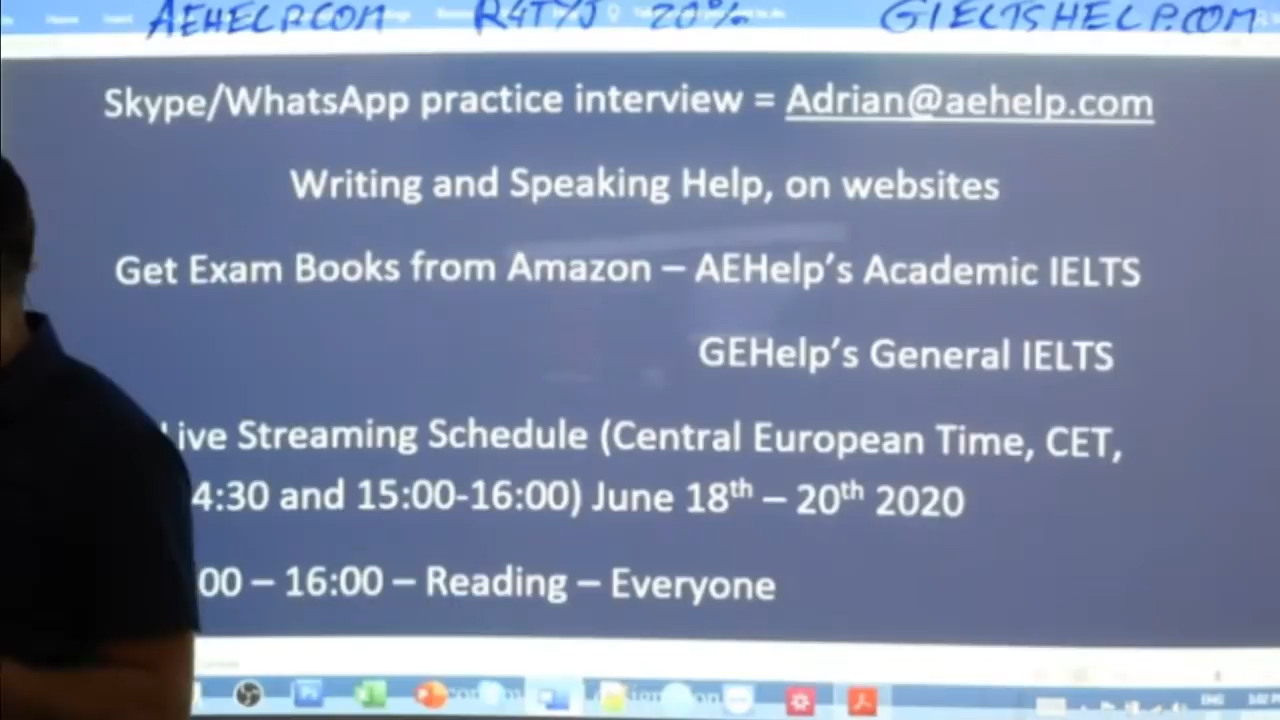 AEHELP.COM R4TYJ 20% GIELTSHELP.COM
Skype/WhatsApp practice interview = Adrian@aehelp.com
Writing and Speaking Help, on websites
Get Exam Books from Amazon – AEHelp's Academic IELTS
GEHelp's General IELTS
Live Streaming Schedule (Central European Time, CET,
4:30 and 15:00-16:00) June 18th – 20th 2020
00 – 16:00 – Reading – Everyone
ENG